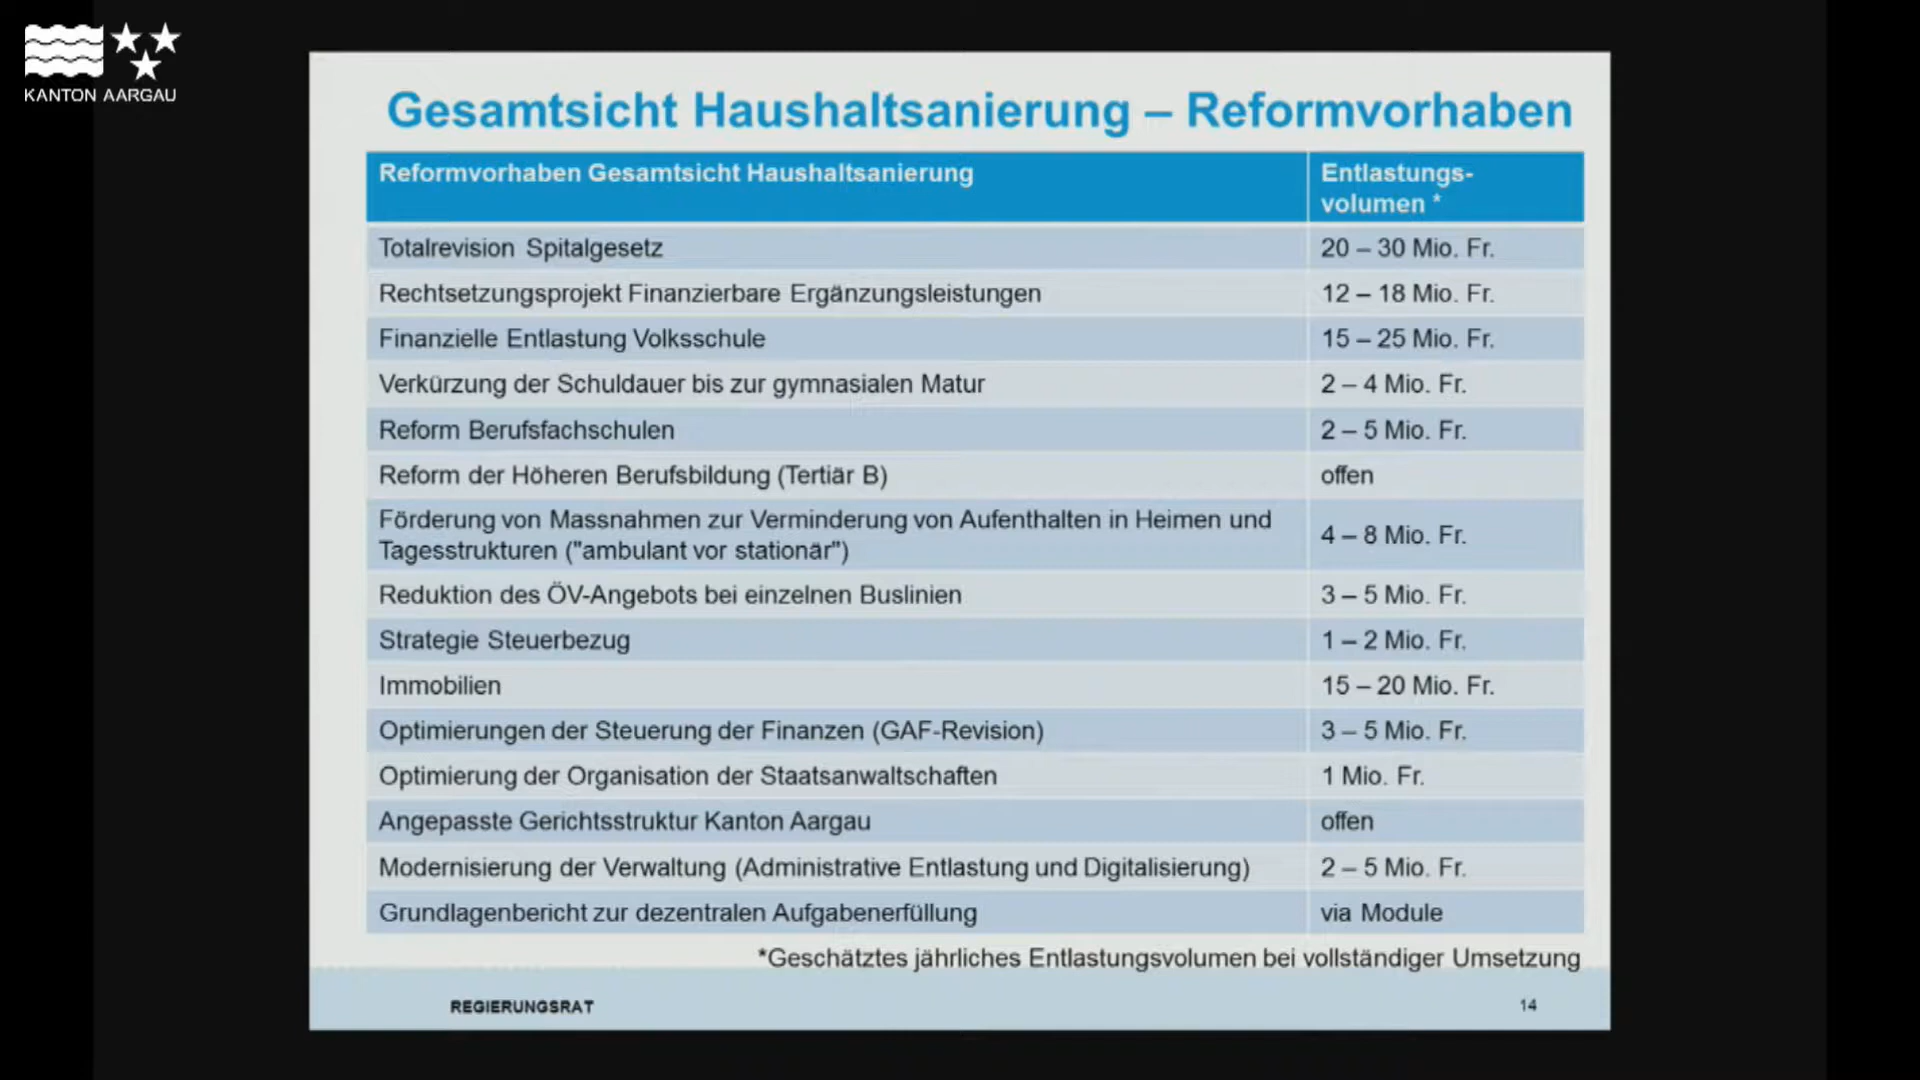 KANTON AARGAU
Gesamtsicht Haushaltsanierung – Reformvorhaben
Reformvorhaben Gesamtsicht Haushaltsanierung
Entlastungs-
volumen *
Totalrevision Spitalgesetz 20 – 30 Mio. Fr.
Rechtsetzungsprojekt Finanzierbare Ergänzungsleistungen 12 – 18 Mio. Fr.
Finanzielle Entlastung Volksschule 15 – 25 Mio. Fr.
Verkürzung der Schuldauer bis zur gymnasialen Matur 2 – 4 Mio. Fr.
Reform Berufsfachschulen 2 – 5 Mio. Fr.
Reform der Höheren Berufsbildung (Tertiär B) offen
Förderung von Massnahmen zur Verminderung von Aufenthalten in Heimen und
Tagesstrukturen ("ambulant vor stationär")
4 – 8 Mio. Fr.
Reduktion des ÖV-Angebots bei einzelnen Buslinien 3 – 5 Mio. Fr.
Strategie Steuerbezug 1 – 2 Mio. Fr.
Immobilien 15 – 20 Mio. Fr.
Optimierungen der Steuerung der Finanzen (GAF-Revision) 3 – 5 Mio. Fr.
Optimierung der Organisation der Staatsanwaltschaften 1 Mio. Fr.
Angepasste Gerichtsstruktur Kanton Aargau offen
Modernisierung der Verwaltung (Administrative Entlastung und Digitalisierung) 2 – 5 Mio. Fr.
Grundlagenbericht zur dezentralen Aufgabenerfüllung via Module
*Geschätztes jährliches Entlastungsvolumen bei vollständiger Umsetzung
REGIERUNGSRAT 14